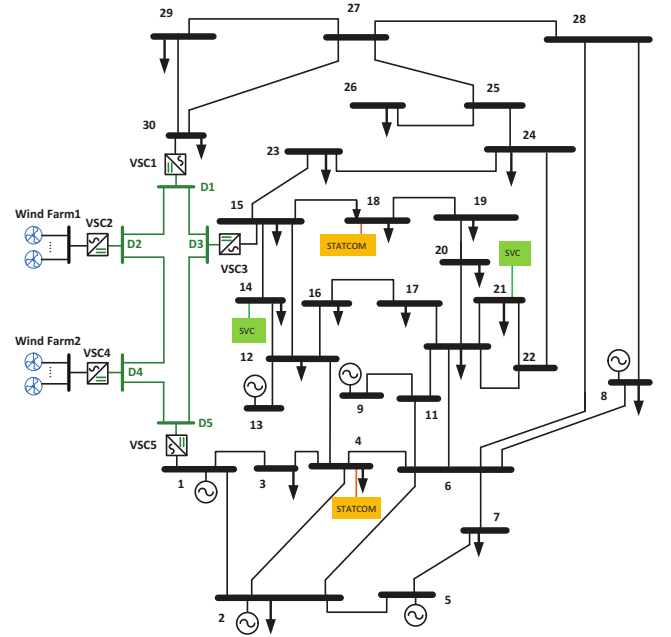 29
27
28
26
25
30
24
VSC1
23
D1
15
18
19
Wind Farm1
VSC2
D2
D3
VSC3
STATCOM
20
SVC
14
16
17
21
SVC
Wind Farm2
VSC4
12
22
D4
9
8
13
11
D5
VSC5
4
1
3
6
STATCOM
7
2
5